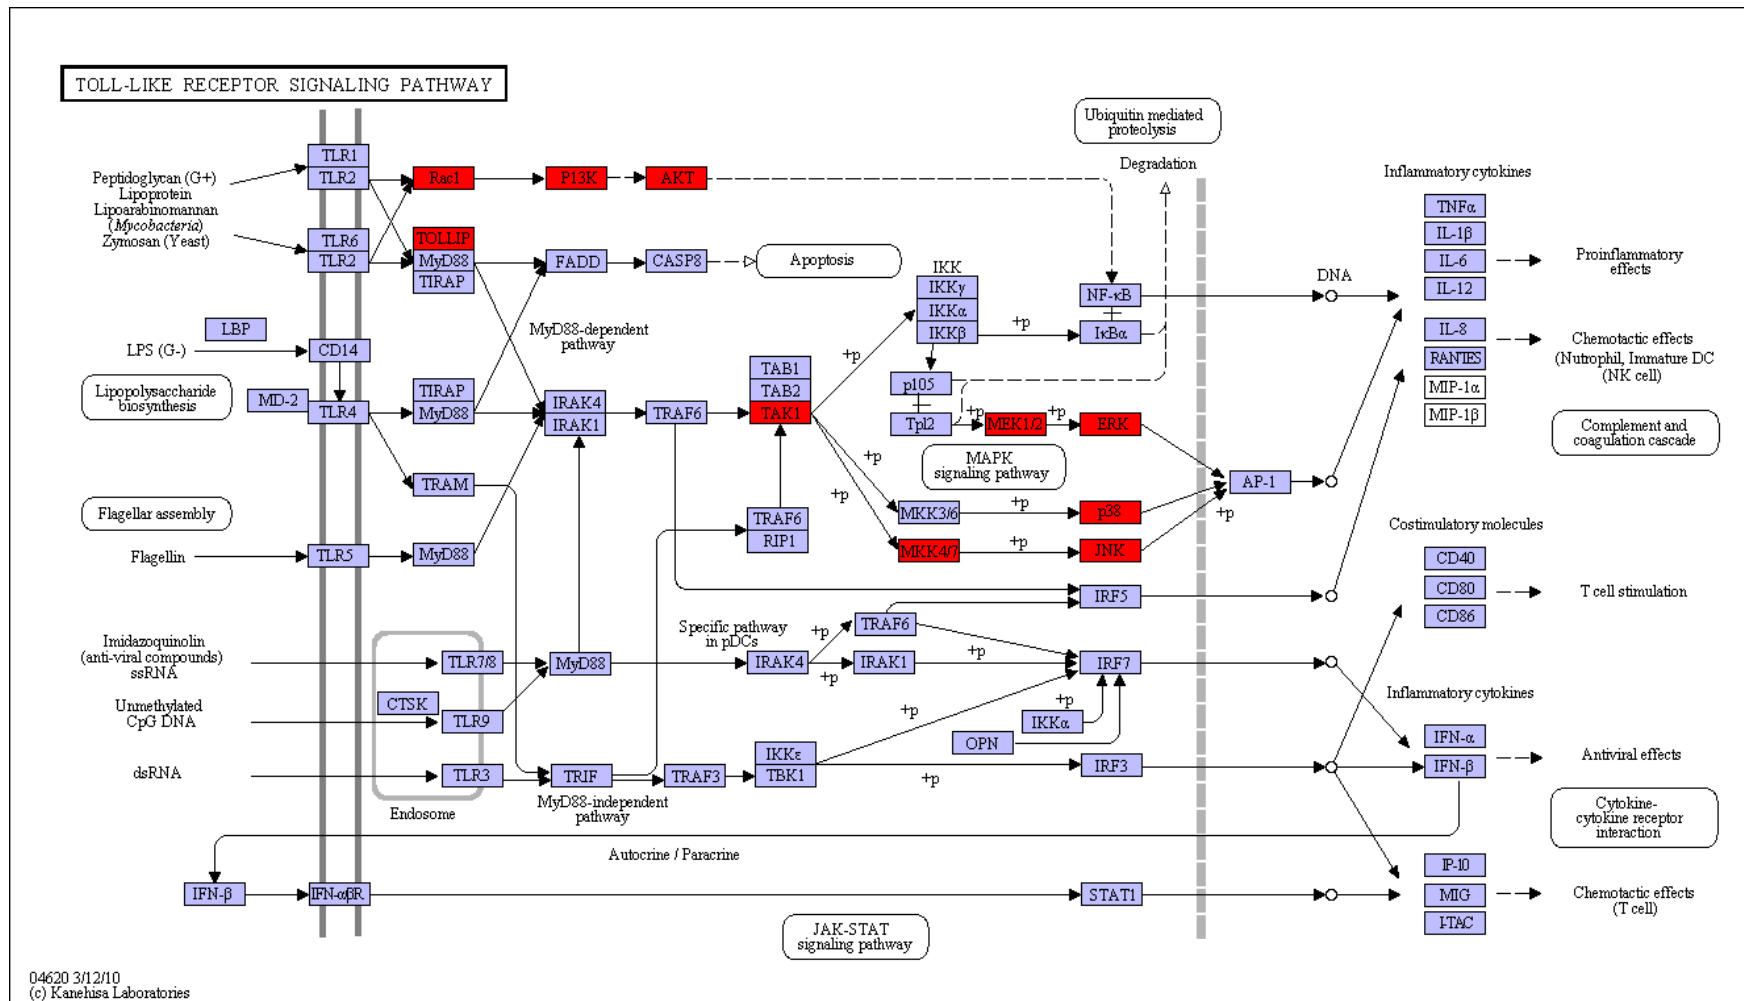 TOLL-LIKE RECEPTOR SIGNALING PATHWAY
Ubiquitin mediated
proteolysis
Degradation
Peptidoglycan (G+)
Lipoprotein
Lipoarabinomannan
(Mycobacteria)
Zymosan (Yeast)
TLR1
TLR2
TLR6
TLR2
Rac1
P13K
AKT
TOLLIP
MyD88
TIRAP
FADD
CASP8
Apoptosis
IKK
IKKγ
IKKα
IKKβ
NF-κB
IκBα
+p
DNA
Inflammatory cytokines
TNFα
IL-1β
IL-6
IL-12
Proinflammatory
effects
LBP
LPS (G-)
CD14
Lipopolysaccharide
biosynthesis
MD-2
TLR4
TIRAP
MyD88
MyD88-dependent
pathway
IRAK4
IRAK1
TRAF6
TAB1
TAB2
TAK1
+p
p105
Tpl2
+p
MEK1/2
+p
ERK
MAPK
signaling pathway
IL-8
RANTES
MIP-1α
MIP-1β
Chemotactic effects
(Nutrophil, Immature DC
(NK cell)
Complement and
coagulation cascade
TRAM
Flagellar assembly
Flagellin
TLR5
MyD88
TRAF6
RIP1
+p
+p
MKK3/6
+p
p38
MKK4/7
+p
JNK
AP-1
+p
Costimulatory molecules
CD40
CD80
CD86
T cell stimulation
IRF5
TRAF6
Imidazoquinolin
(anti-viral compounds)
ssRNA
TLR7/8
MyD88
Specific pathway
in pDCs
IRAK4
+p
+p
IRAK1
+p
IRF7
Unmethylated
CpG DNA
CTSK
TLR9
+p
+p
IKKα
OPN
Inflammatory cytokines
IFN-α
IFN-β
Antiviral effects
dsRNA
TLR3
Endosome
TRIF
MyD88-independent
pathway
TRAF3
IKKε
TBK1
+p
IRF3
Cytokine-
cytokine receptor
interaction
Autocrine / Paracrine
IFN-β
IFN-α/βR
STAT1
JAK-STAT
signaling pathway
IP-10
MIG
I-TAC
Chemotactic effects
(T cell)
04620 3/12/10
(c) Kanehisa Laboratories